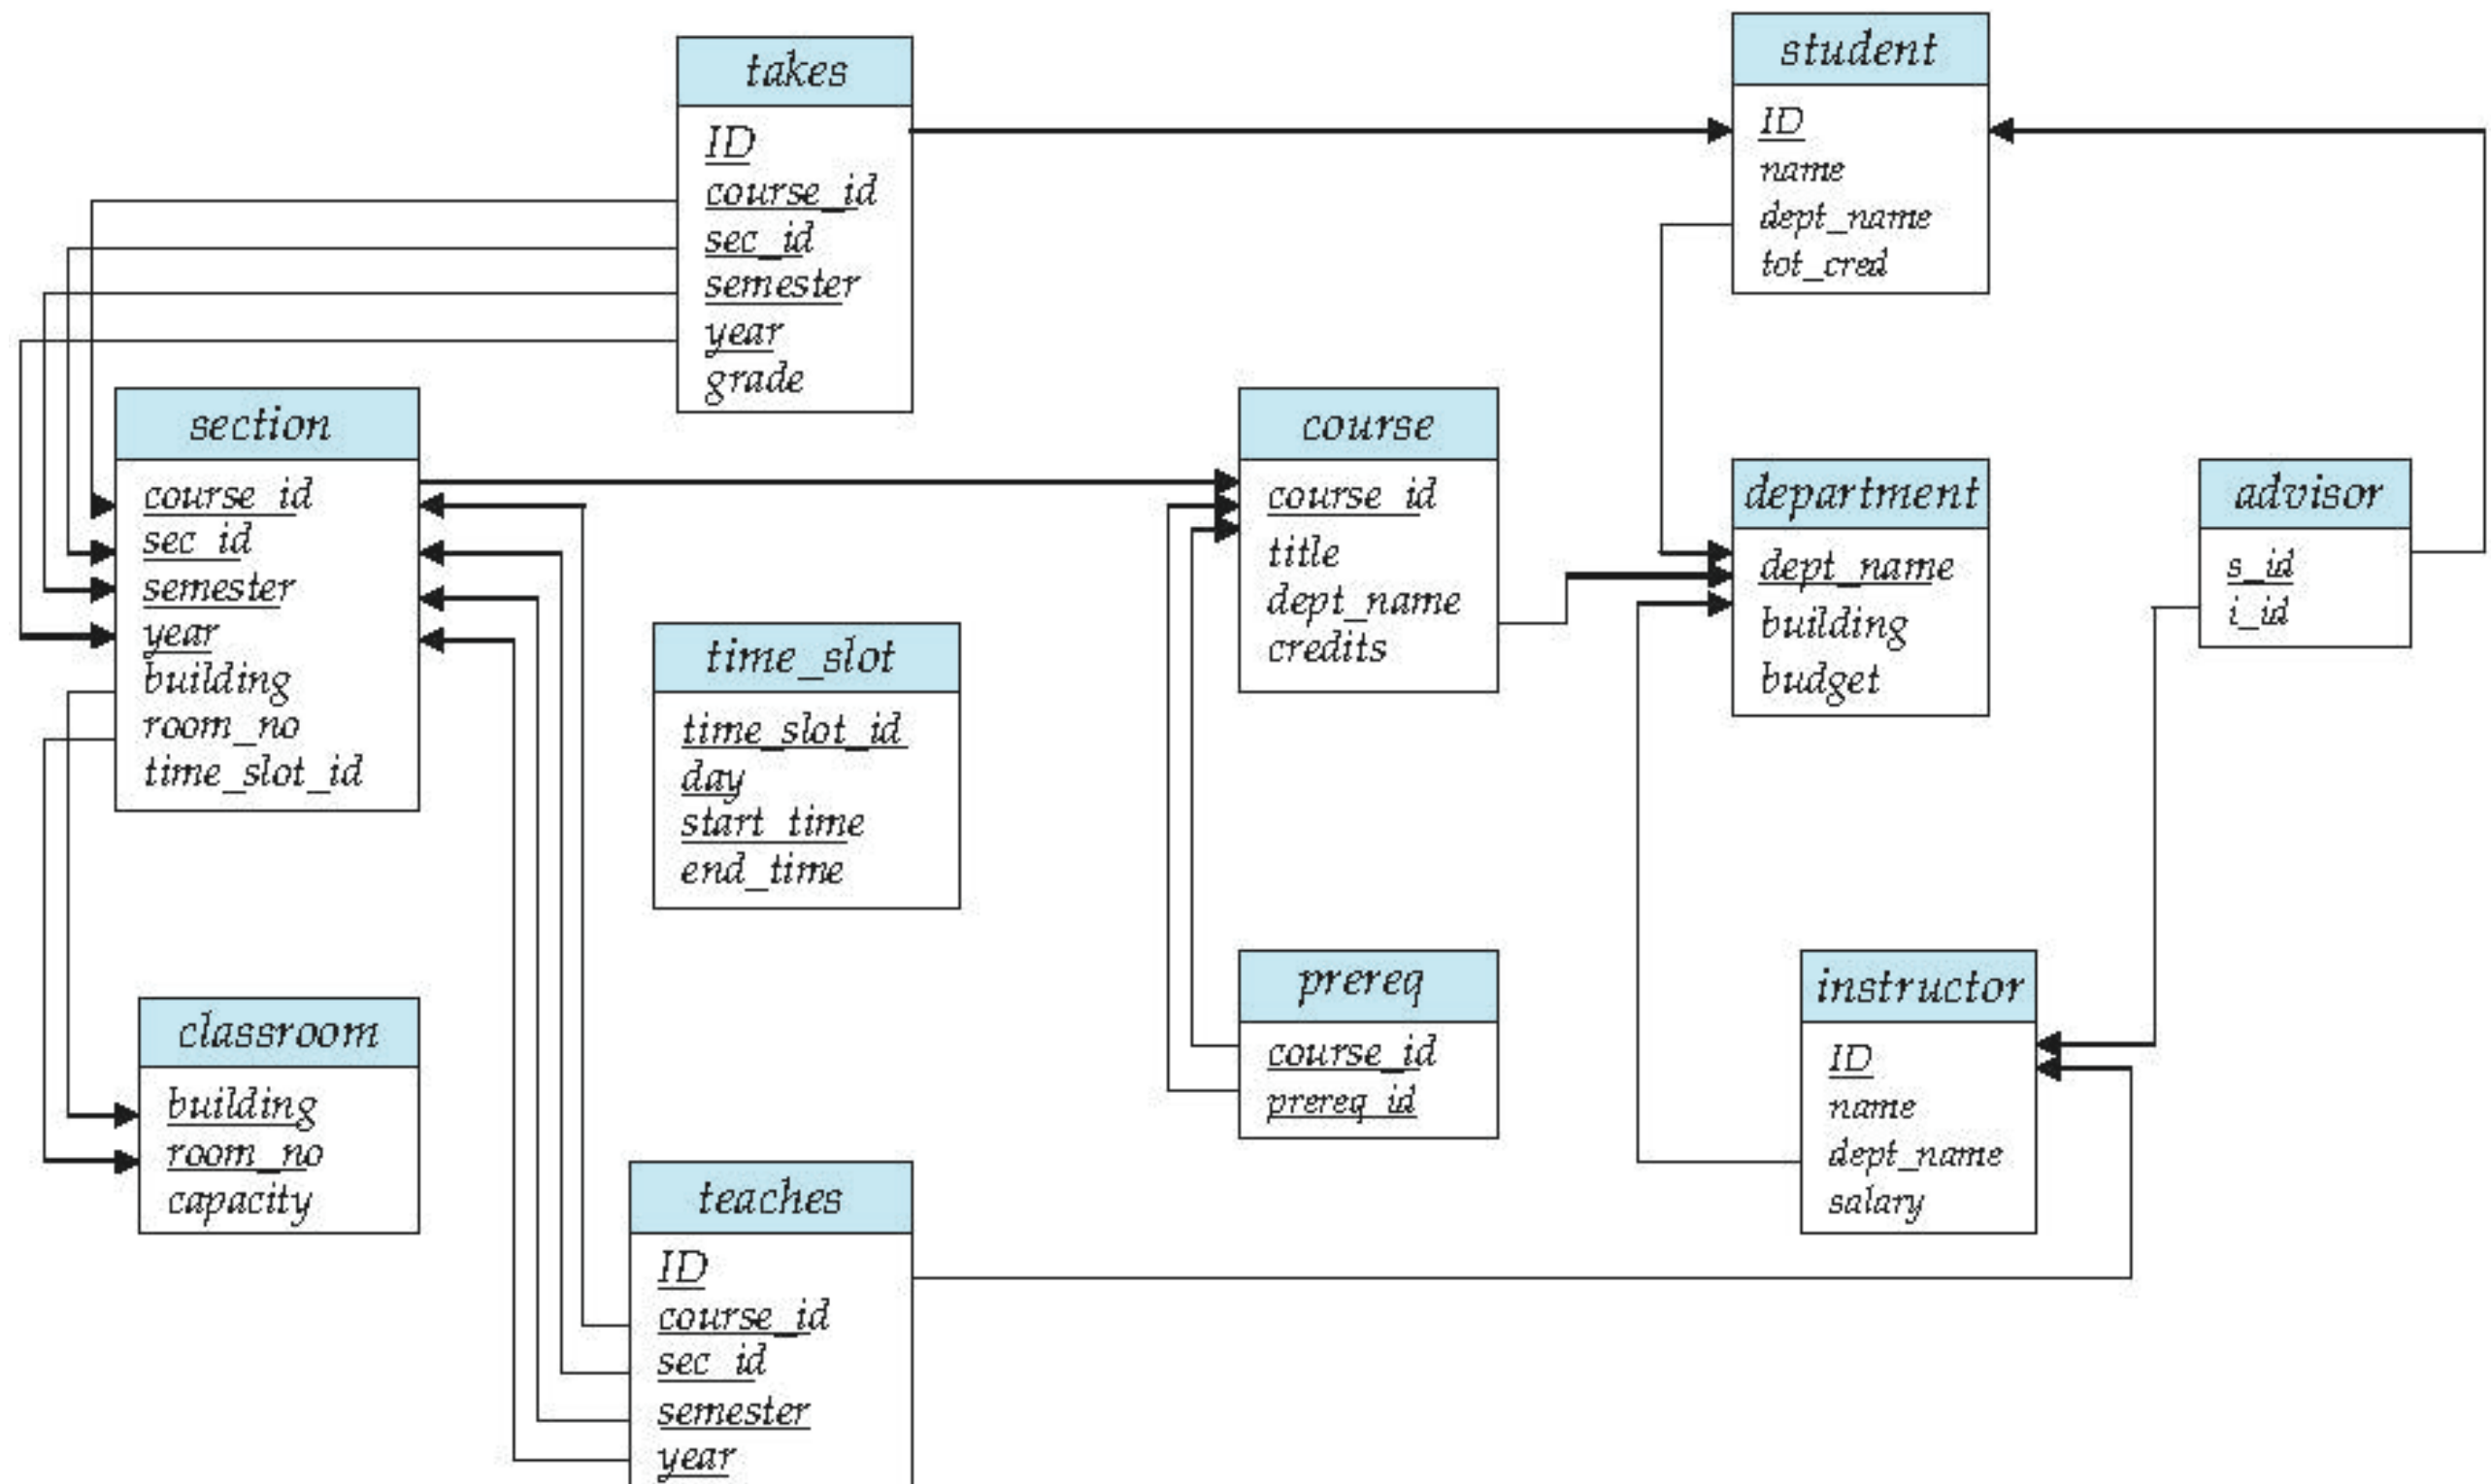 takes
ID
course_id
sec_id
semester
year
grade
student
ID
name
dept_name
tot_cred
section
course_id
sec_id
semester
year
building
room_no
time_slot_id
course
course_id
title
dept_name
credits
department
dept_name
building
budget
advisor
s_id
i_id
time_slot
time_slot_id
day
start_time
end_time
classroom
building
room_no
capacity
prereq
course_id
prereq_id
instructor
ID
name
dept_name
salary
teaches
ID
course_id
sec_id
semester
year